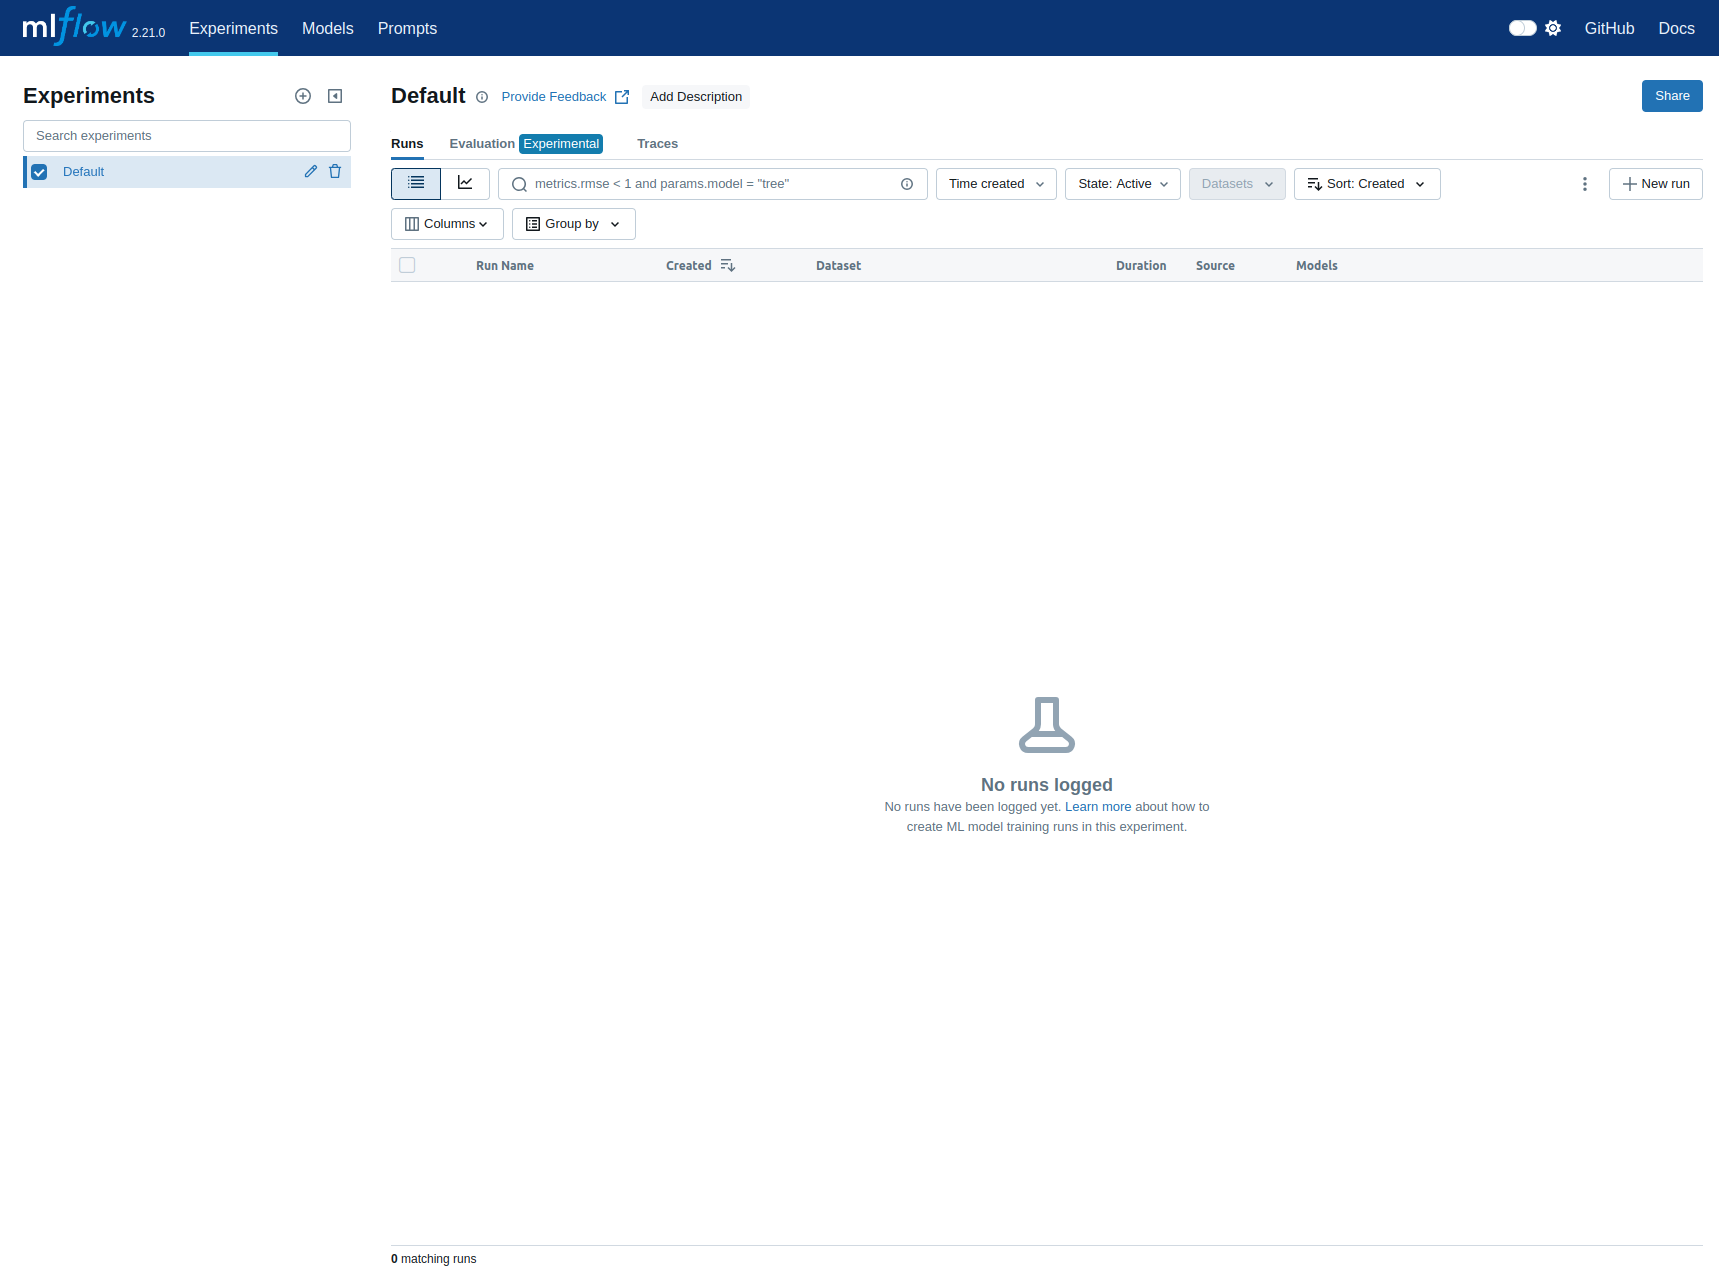 mlflow 2.21.0 Experiments Models Prompts GitHub Docs
Experiments
Search experiments
Default
Default Provide Feedback Add Description Share
Runs Evaluation Experimental Traces
metrics.rmse < 1 and params.model = "tree" Time created State: Active Datasets Sort: Created New run
Columns Group by
Run Name Created Dataset Duration Source Models
No runs logged
No runs have been logged yet. Learn more about how to
create ML model training runs in this experiment.
0 matching runs